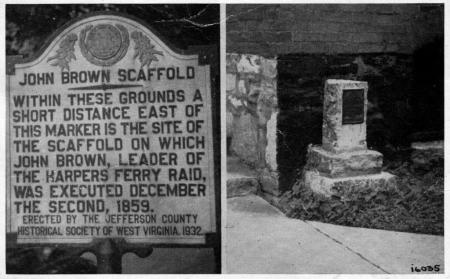 JOHN BROWN SCAFFOLD
WITHIN THESE GROUNDS A
SHORT DISTANCE EAST OF
THIS MARKER IS THE SITE OF
THE SCAFFOLD ON WHICH
JOHN BROWN, LEADER OF
THE HARPERS FERRY RAID,
WAS EXECUTED DECEMBER
THE SECOND, 1859.
ERECTED BY THE JEFFERSON COUNTY
HISTORICAL SOCIETY OF WEST VIRGINIA, 1932.
16035